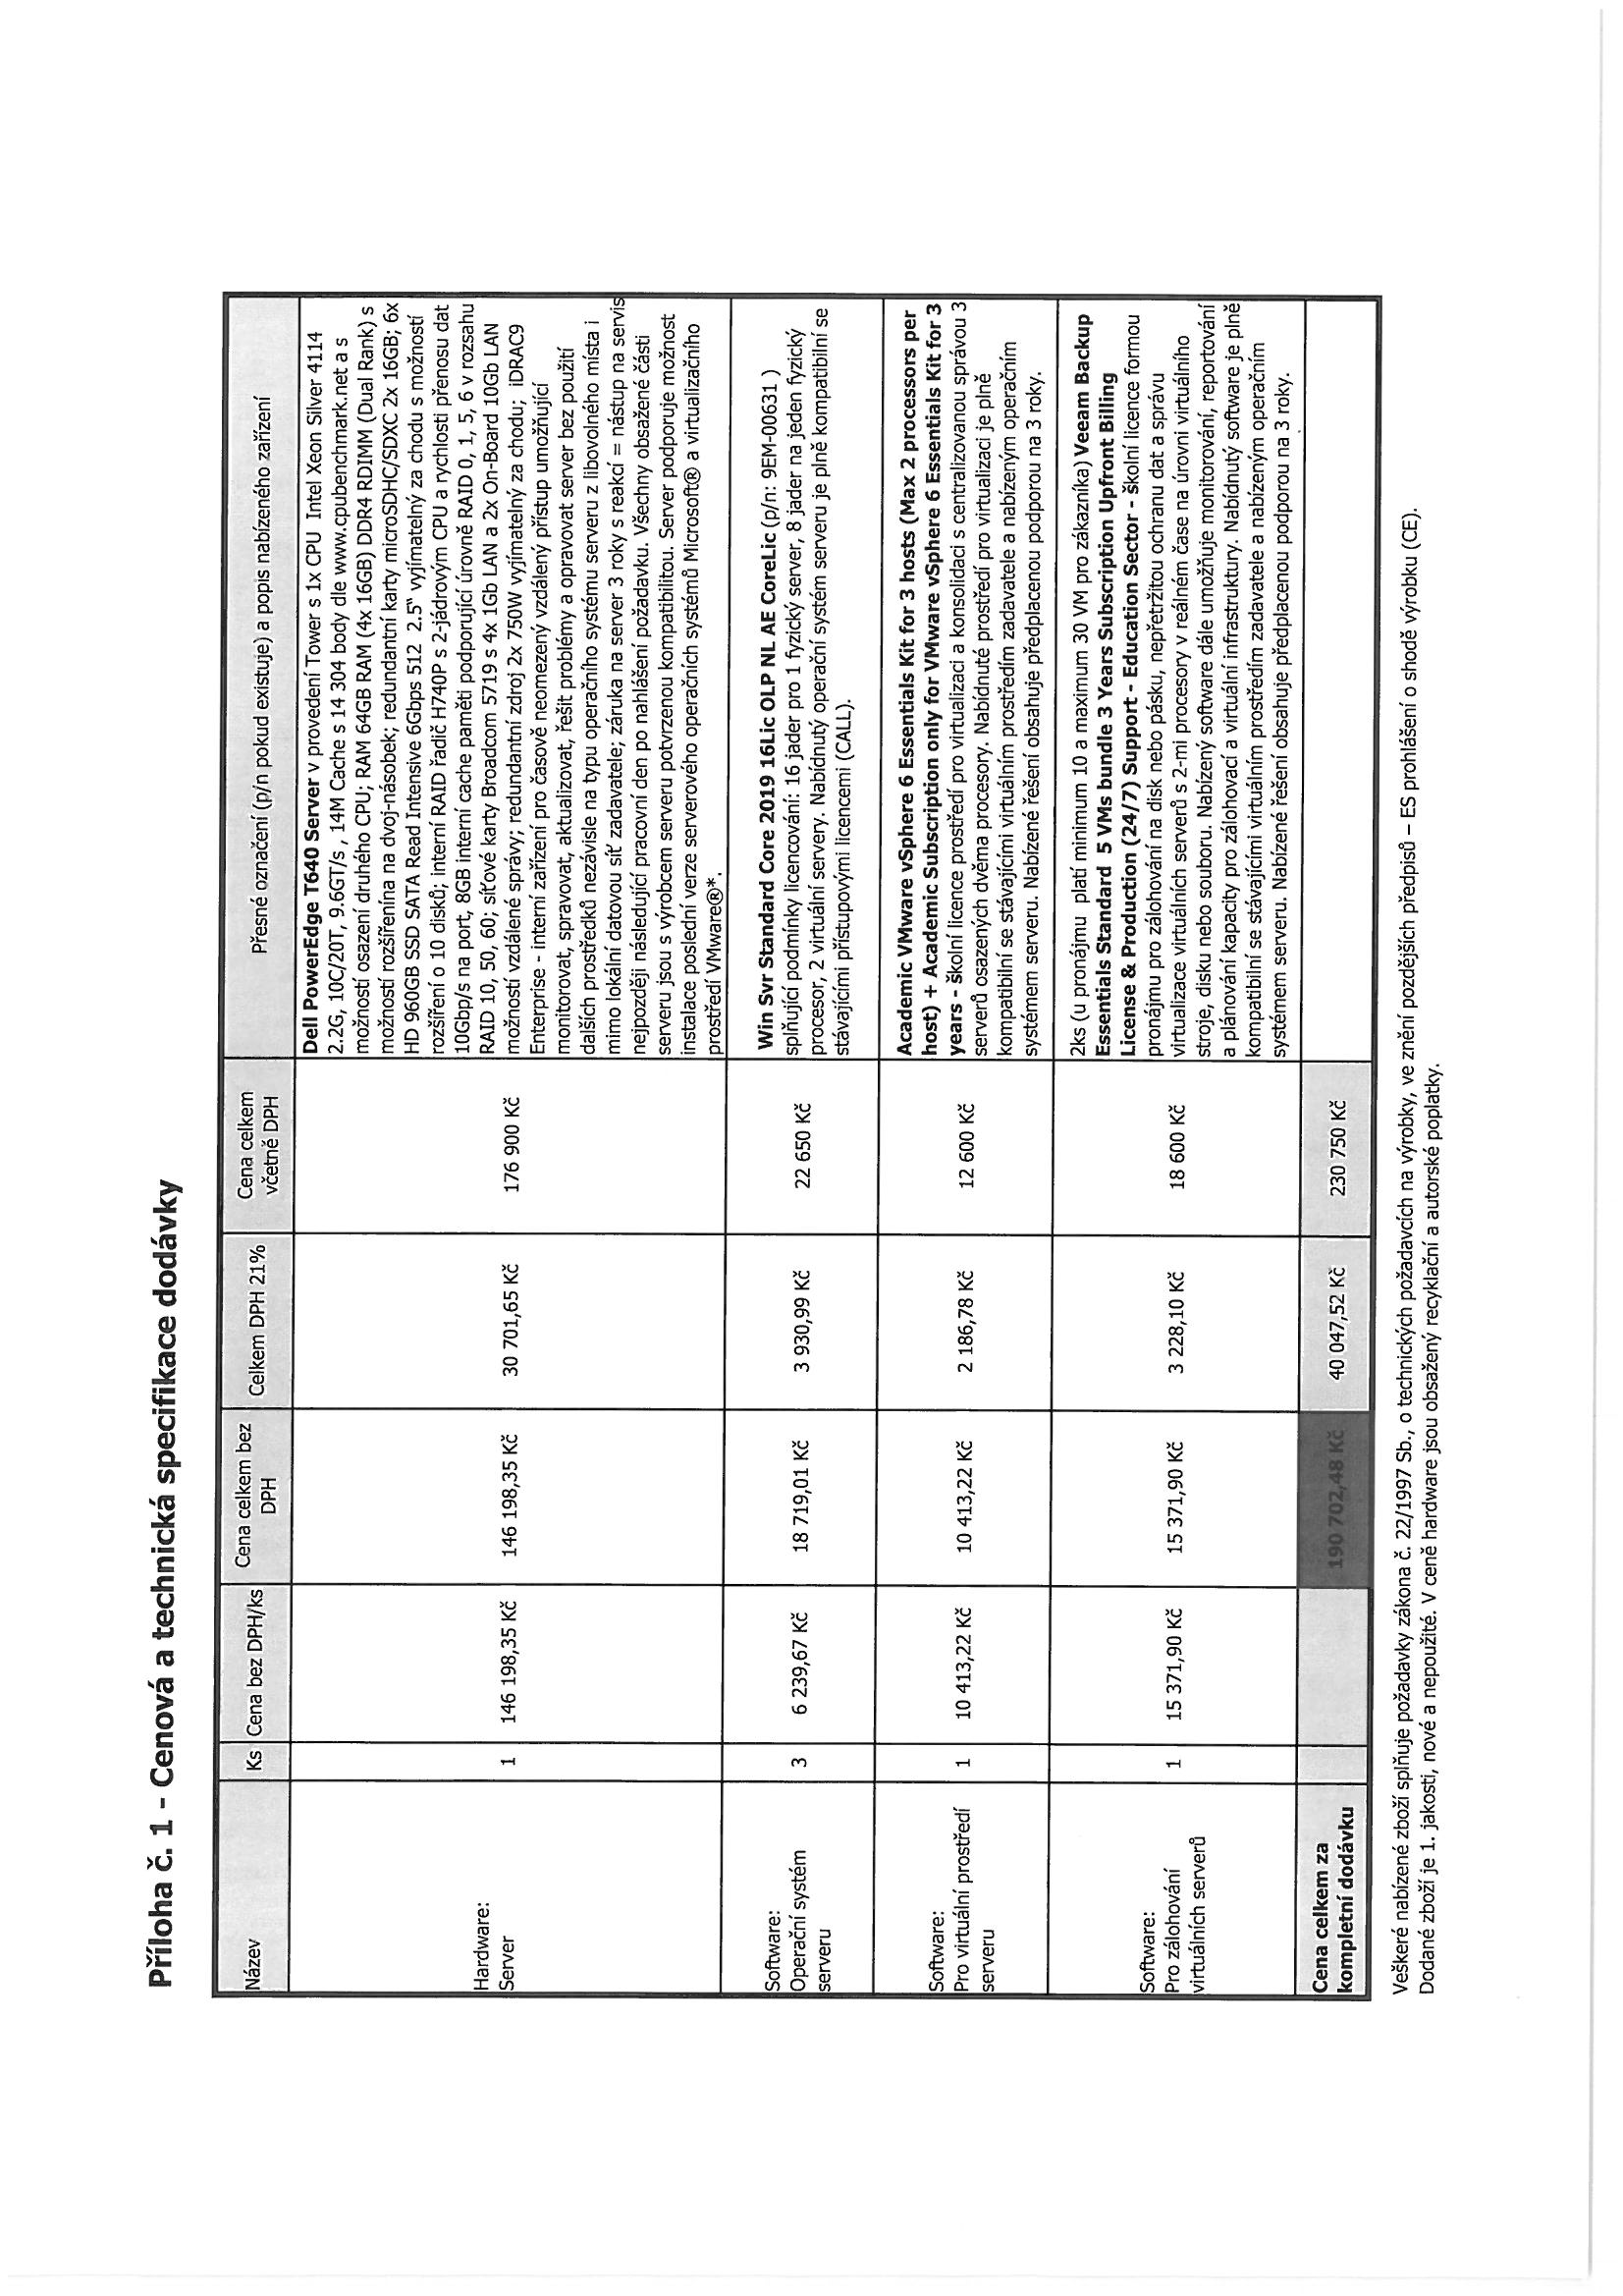 Příloha č. 1 - Cenová a technická specifikace dodávky
Název
Ks
Cena bez DPH/ks
Cena celkem bez
DPH
Celkem DPH 21%
Cena celkem
včetně DPH
Přesné označení (p/n pokud existuje) a popis nabízeného zařízení
Hardware:
Server
1
146 198,35 Kč
146 198,35 Kč
30 701,65 Kč
176 900 Kč
Dell PowerEdge T640 Server v provedení Tower s 1x CPU Intel Xeon Silver 4114
2.2G, 10C/20T, 9.6GT/s , 14M Cache s 14 304 body dle www.cpubenchmark.net a s
možností osazení druhého CPU; RAM 64GB RAM (4x 16GB) DDR4 RDIMM (Dual Rank) s
možností rozšířenína na dvoj-násobek; redundantní karty microSDHC/SDXC 2x 16GB; 6x
HD 960GB SSD SATA Read Intensive 6Gbps 512 2.5“ vyjímatelný za chodu s možností
rozšíření o 10 disků; interní RAID řadič H740P s 2-jádrovým CPU a rychlosti přenosu dat
10Gbp/s na port, 8GB interní cache paměti podporující úrovně RAID 0, 1, 5, 6 v rozsahu
RAID 10, 50, 60; síťové karty Broadcom 5719 s 4x 1Gb LAN a 2x On-Board 10Gb LAN
možností vzdálené správy; redundantní zdroj 2x 750W vyjímatelný za chodu; iDRAC9
Enterprise - interní zařízení pro časově neomezený vzdálený přístup umožňující
monitorovat, spravovat, aktualizovat, řešit problémy a opravovat server bez použití
dalších prostředků nezávisle na typu operačního systému serveru z libovolného místa i
mimo lokální datovou síť zadavatele; záruka na server 3 roky s reakcí = nástup na servis
nejpozději následující pracovní den po nahlášení požadavku. Všechny obsažené části
serveru jsou s výrobcem serveru potvrzenou kompatibilitou. Server podporuje možnost
instalace poslední verze serverového operačních systémů Microsoft® a virtualizačního
prostředí VMware®*.
Software:
Operační systém
serveru
3
6 239,67 Kč
18 719,01 Kč
3 930,99 Kč
22 650 Kč
Win Svr Standard Core 2019 16Lic OLP NL AE CoreLic (p/n: 9EM-00631 )
splňující podmínky licencování: 16 jader pro 1 fyzický server, 8 jader na jeden fyzický
procesor, 2 virtuální servery. Nabídnutý operační systém serveru je plně kompatibilní se
stávajícími přístupovými licencemi (CALL).
Software:
Pro virtuální prostředí
serveru
1
10 413,22 Kč
10 413,22 Kč
2 186,78 Kč
12 600 Kč
Academic VMware vSphere 6 Essentials Kit for 3 hosts (Max 2 processors per
host) + Academic Subscription only for VMware vSphere 6 Essentials Kit for 3
years - školní licence prostředí pro virtualizaci a konsolidaci s centralizovanou správou 3
serverů osazených dvěma procesory. Nabídnuté prostředí pro virtualizaci je plně
kompatibilní se stávajícími virtuálním prostředím zadavatele a nabízeným operačním
systémem serveru. Nabízené řešení obsahuje předplacenou podporou na 3 roky.
Software:
Pro zálohování
virtuálních serverů
1
15 371,90 Kč
15 371,90 Kč
3 228,10 Kč
18 600 Kč
2ks (u pronájmu platí minimum 10 a maximum 30 VM pro zákazníka) Veeam Backup
Essentials Standard 5 VMs bundle 3 Years Subscription Upfront Billing
License & Production (24/7) Support - Education Sector - školní licence formou
pronájmu pro zálohování na disk nebo pásku, nepřetržitou ochranu dat a správu
virtualizace virtuálních serverů s 2-mi procesory v reálném čase na úrovni virtuálního
stroje, disku nebo souboru. Nabízený software dále umožňuje monitorování, reportování
a plánování kapacity pro zálohovací a virtuální infrastruktury. Nabídnutý software je plně
kompatibilní se stávajícími virtuálním prostředím zadavatele a nabízeným operačním
systémem serveru. Nabízené řešení obsahuje předplacenou podporou na 3 roky.
Cena celkem za
kompletní dodávku
190 702,48 Kč
40 047,52 Kč
230 750 Kč
Veškeré nabízené zboží splňuje požadavky zákona č. 22/1997 Sb., o technických požadavcích na výrobky, ve znění pozdějších předpisů – ES prohlášení o shodě výrobku (CE).
Dodané zboží je 1. jakosti, nové a nepoužité. V ceně hardware jsou obsažený recyklační a autorské poplatky.